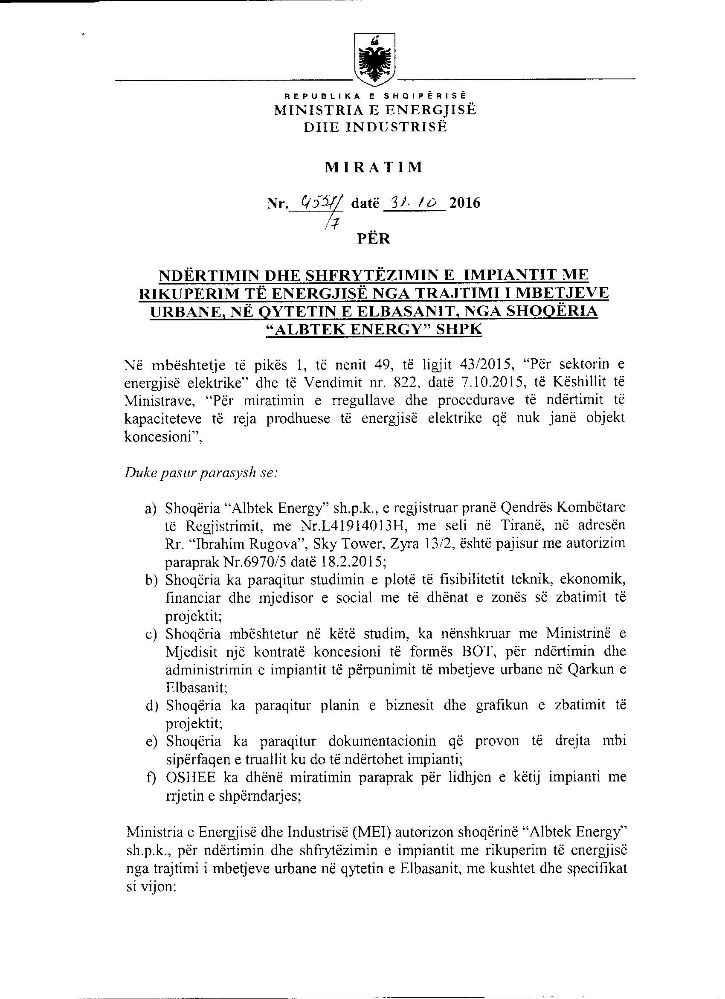 REPUBLIKA E SHQIPËRISË
MINISTRIA E ENERGJISË
DHE INDUSTRISË
MIRATIM
Nr. datë 31.10 2016
/7
PËR
NDËRTIMIN DHE SHFRYTËZIMIN E IMPIANTIT ME
RIKUPERIM TË ENERGJISË NGA TRAJTIMI I MBETJEVE
URBANE, NË QYTETIN E ELBASANIT, NGA SHOQËRIA
“ALBTEK ENERGY” SHPK
Në mbështetje të pikës 1, të nenit 49, të ligjit 43/2015, “Për sektorin e
energjisë elektrike” dhe të Vendimit nr. 822, datë 7.10.2015, të Këshillit të
Ministrave, “Për miratimin e rregullave dhe procedurave të ndërtimit të
kapaciteteve të reja prodhuese të energjisë elektrike që nuk janë objekt
koncesioni”,
Duke pasur parasysh se:
a) Shoqëria “Albtek Energy” sh.p.k., e regjistruar pranë Qendrës Kombëtare
të Regjistrimit, me Nr.L41914013H, me seli në Tiranë, në adresën
Rr. “Ibrahim Rugova”, Sky Tower, Zyra 13/2, është pajisur me autorizim
paraprak Nr.6970/5 datë 18.2.2015;
b) Shoqëria ka paraqitur studimin e plotë të fisibilitetit teknik, ekonomik,
financiar dhe mjedisor e social me të dhënat e zonës së zbatimit të
projektit;
c) Shoqëria mbështetur në këtë studim, ka nënshkruar me Ministrinë e
Mjedisit një kontratë koncesioni të formës BOT, për ndërtimin dhe
administrimin e impiantit të përpunimit të mbetjeve urbane në Qarkun e
Elbasanit;
d) Shoqëria ka paraqitur planin e biznesit dhe grafikun e zbatimit të
projektit;
e) Shoqëria ka paraqitur dokumentacionin që provon të drejta mbi
sipërfaqen e truallit ku do të ndërtohet impianti;
f) OSHEE ka dhënë miratimin paraprak për lidhjen e këtij impianti me
rrjetin e shpërndarjes;
Ministria e Energjisë dhe Industrisë (MEI) autorizon shoqërinë “Albtek Energy”
sh.p.k., për ndërtimin dhe shfrytëzimin e impiantit me rikuperim të energjisë
nga trajtimi i mbetjeve urbane në qytetin e Elbasanit, me kushtet dhe specifikat
si vijon: